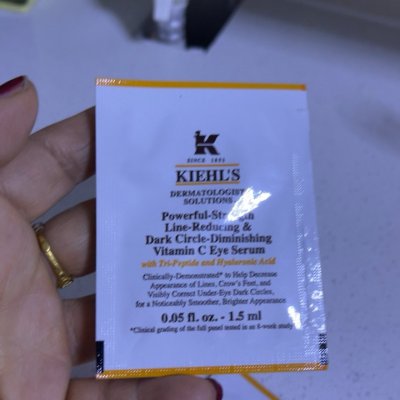 K
SINCE 1851
KIEHL'S
DERMATOLOGIST
SOLUTIONS
Powerful-Strength
Line-Reducing &
Dark Circle-Diminishing
Vitamin C Eye Serum
with Tri-Peptide and Hyaluronic Acid
Clinically-Demonstrated* to Help Decrease
Appearance of Lines, Crow's Feet, and
Visibly Correct Under-Eye Dark Circles,
for a Noticeably Smoother, Brighter Appearance
0.05 fl. oz. - 1.5 ml
*Clinical grading of the full panel tested in an 8-week study